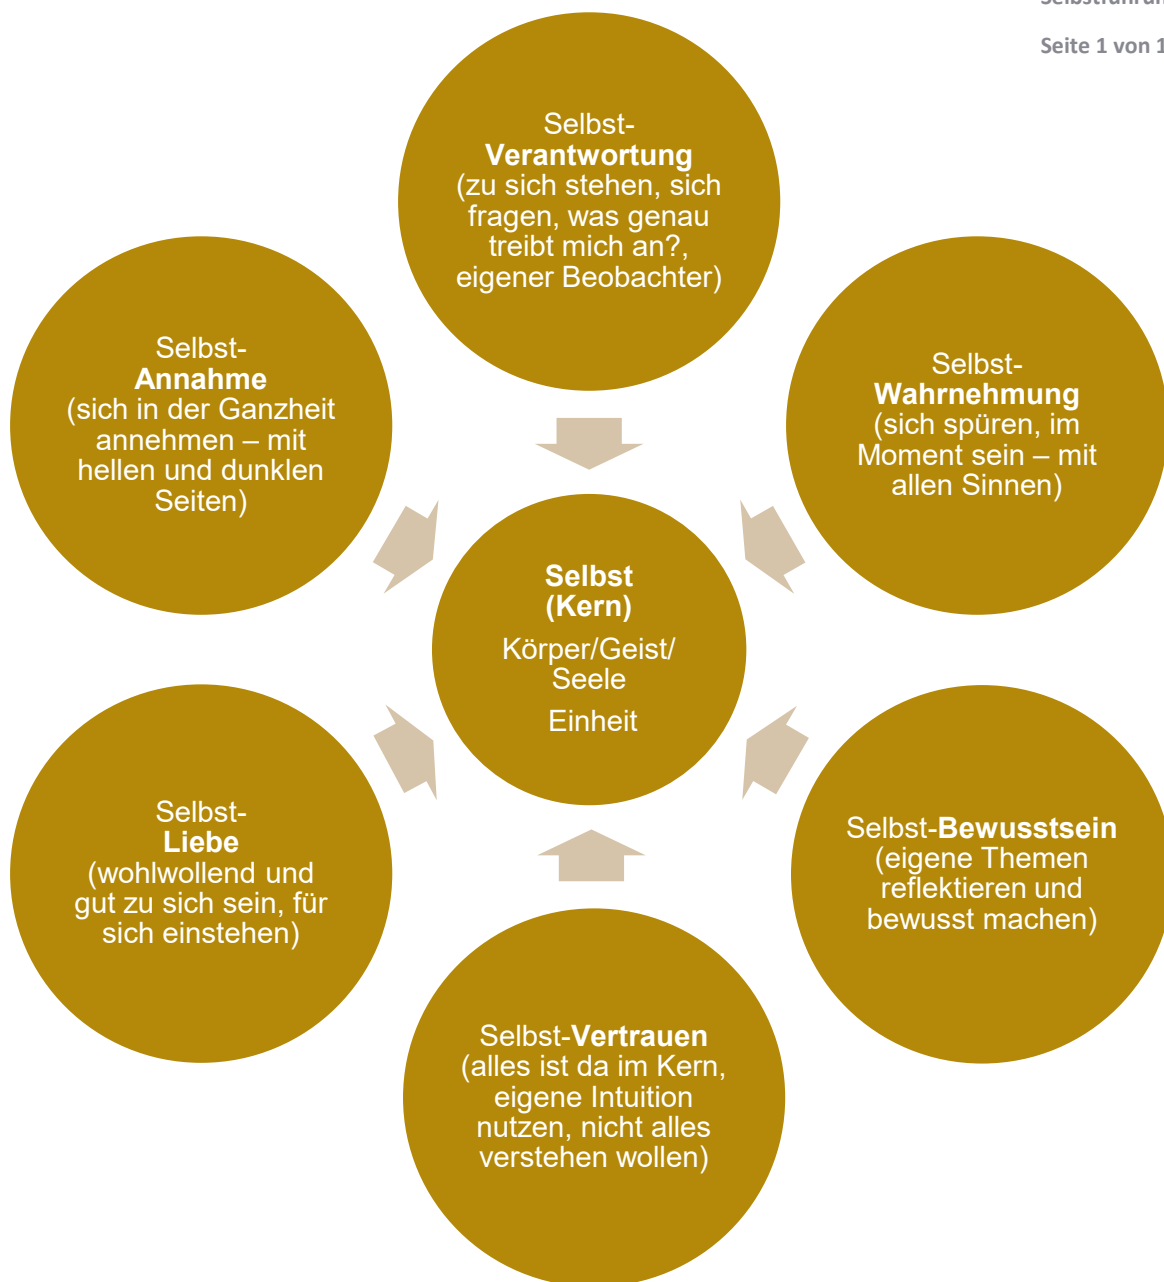 Seite 1 von 1
Selbst-
Verantwortung
(zu sich stehen, sich
fragen, was genau
treibt mich an?,
eigener Beobachter)
Selbst-
Annahme
(sich in der Ganzheit
annehmen – mit
hellen und dunklen
Seiten)
Selbst-
Wahrnehmung
(sich spüren, im
Moment sein – mit
allen Sinnen)
Selbst
(Kern)
Körper/Geist/
Seele
Einheit
Selbst-
Liebe
(wohlwollend und
gut zu sich sein, für
sich einstehen)
Selbst-Bewusstsein
(eigene Themen
reflektieren und
bewusst machen)
Selbst-Vertrauen
(alles ist da im Kern,
eigene Intuition
nutzen, nicht alles
verstehen wollen)